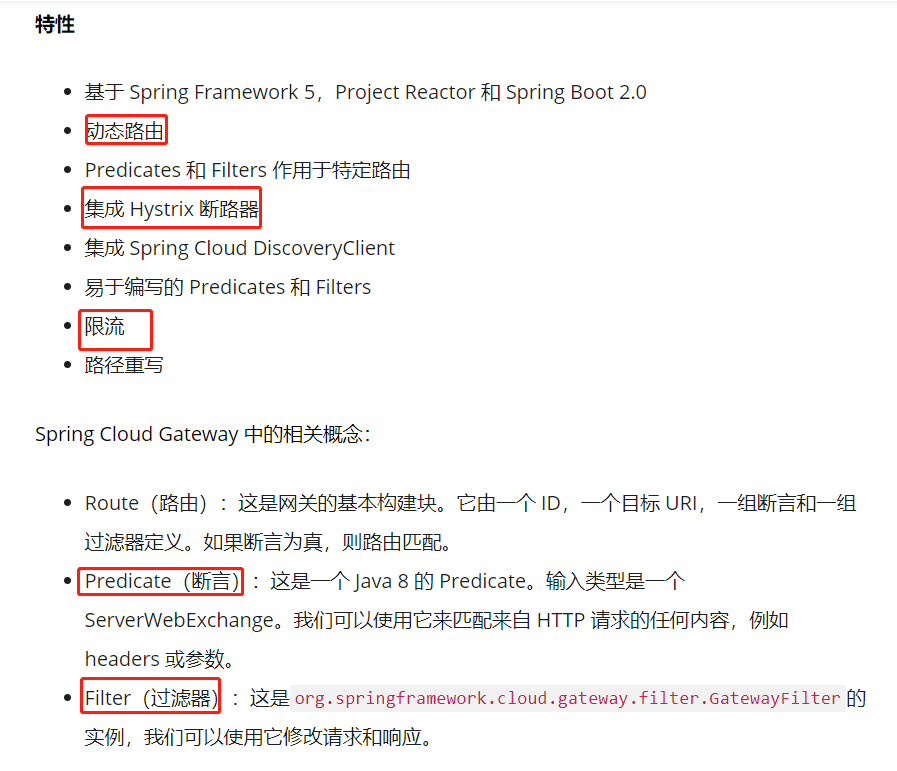 特性
基于 Spring Framework 5，Project Reactor 和 Spring Boot 2.0
动态路由
Predicates 和 Filters 作用于特定路由
集成 Hystrix 断路器
集成 Spring Cloud DiscoveryClient
易于编写的 Predicates 和 Filters
限流
路径重写
Spring Cloud Gateway 中的相关概念：
Route（路由）：这是网关的基本构建块。它由一个 ID，一个目标 URI，一组断言和一组
过滤器定义。如果断言为真，则路由匹配。
Predicate（断言）：这是一个 Java 8 的 Predicate。输入类型是一个
ServerWebExchange。我们可以使用它来匹配来自 HTTP 请求的任何内容，例如
headers 或参数。
Filter（过滤器）：这是 org.springframework.cloud.gateway.filter.GatewayFilter 的
实例，我们可以使用它修改请求和响应。